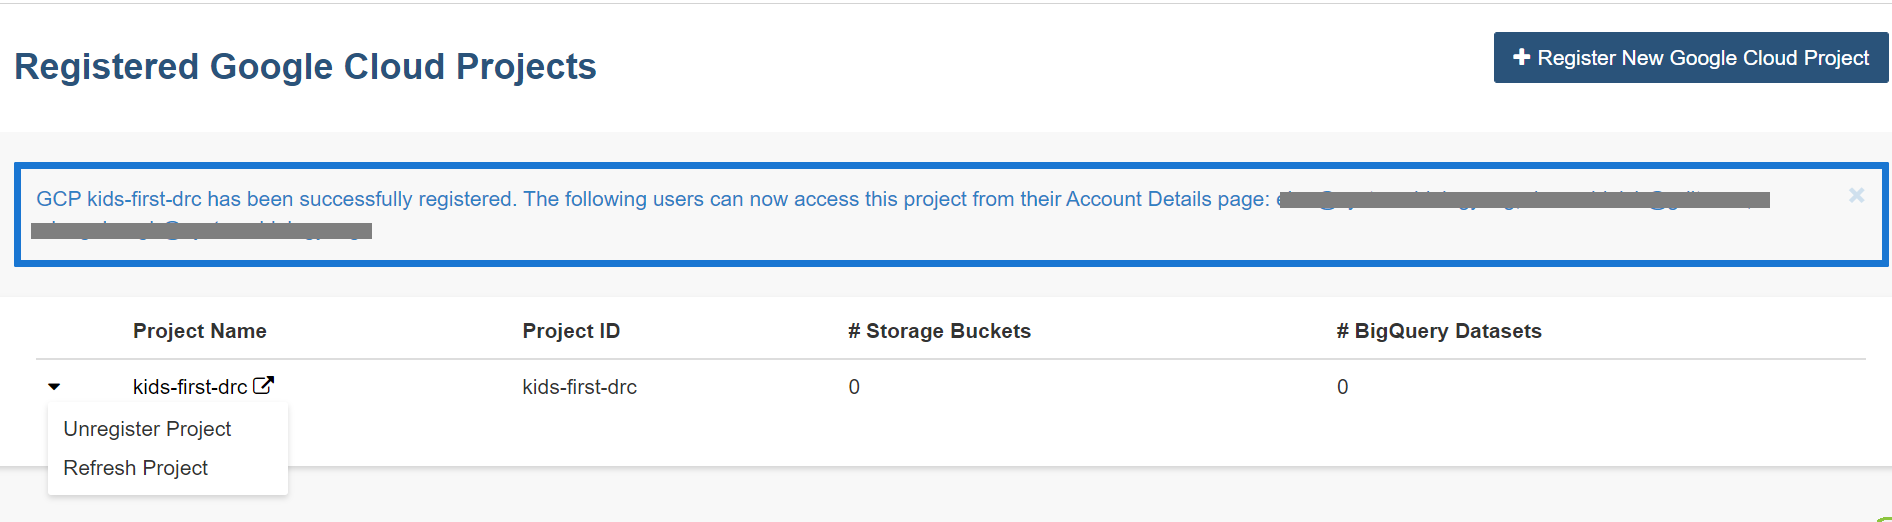 Registered Google Cloud Projects
+ Register New Google Cloud Project
GCP kids-first-drc has been successfully registered. The following users can now access this project from their Account Details page:
×
Project Name Project ID # Storage Buckets # BigQuery Datasets
kids-first-drc kids-first-drc 0 0
Unregister Project
Refresh Project